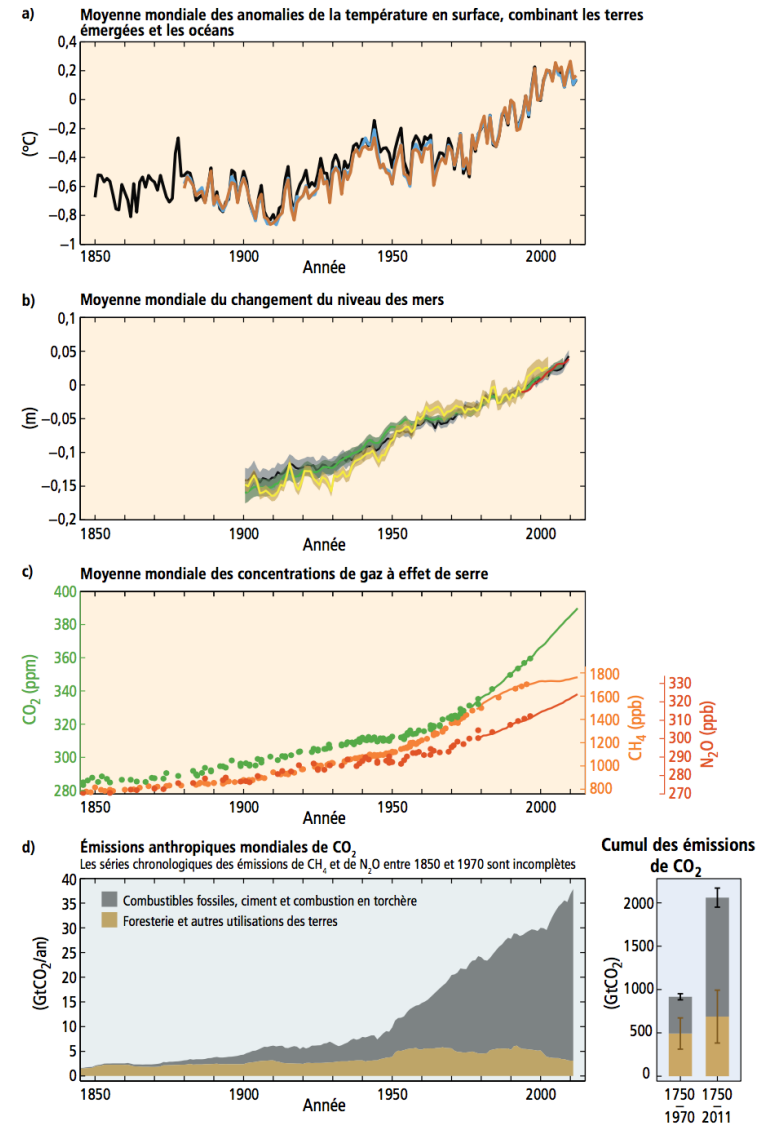 a) Moyenne mondiale des anomalies de la température en surface, combinant les terres
émergées et les océans
0,4
0,2
0
−0,2
−0,4
−0,6
−0,8
−1
(°C)
1850 1900 1950 2000
Année
b) Moyenne mondiale du changement du niveau des mers
0,1
0,05
0
−0,05
−0,1
−0,15
−0,2
(m)
1850 1900 1950 2000
Année
c) Moyenne mondiale des concentrations de gaz à effet de serre
400
380
360
340
320
300
280
CO₂ (ppm)
1800
1600
1400
1200
1000
800
CH₄ (ppb)
330
320
310
300
290
280
270
N₂O (ppb)
1850 1900 1950 2000
Année
d) Émissions anthropiques mondiales de CO₂
Les séries chronologiques des émissions de CH₄ et de N₂O entre 1850 et 1970 sont incomplètes
40
35
30
25
20
15
10
5
0
(GtCO₂/an)
Combustibles fossiles, ciment et combustion en torchère
Foresterie et autres utilisations des terres
1850 1900 1950 2000
Année
Cumul des émissions
de CO₂
2000
1500
1000
500
0
(GtCO₂)
1750 1750
– –
1970 2011